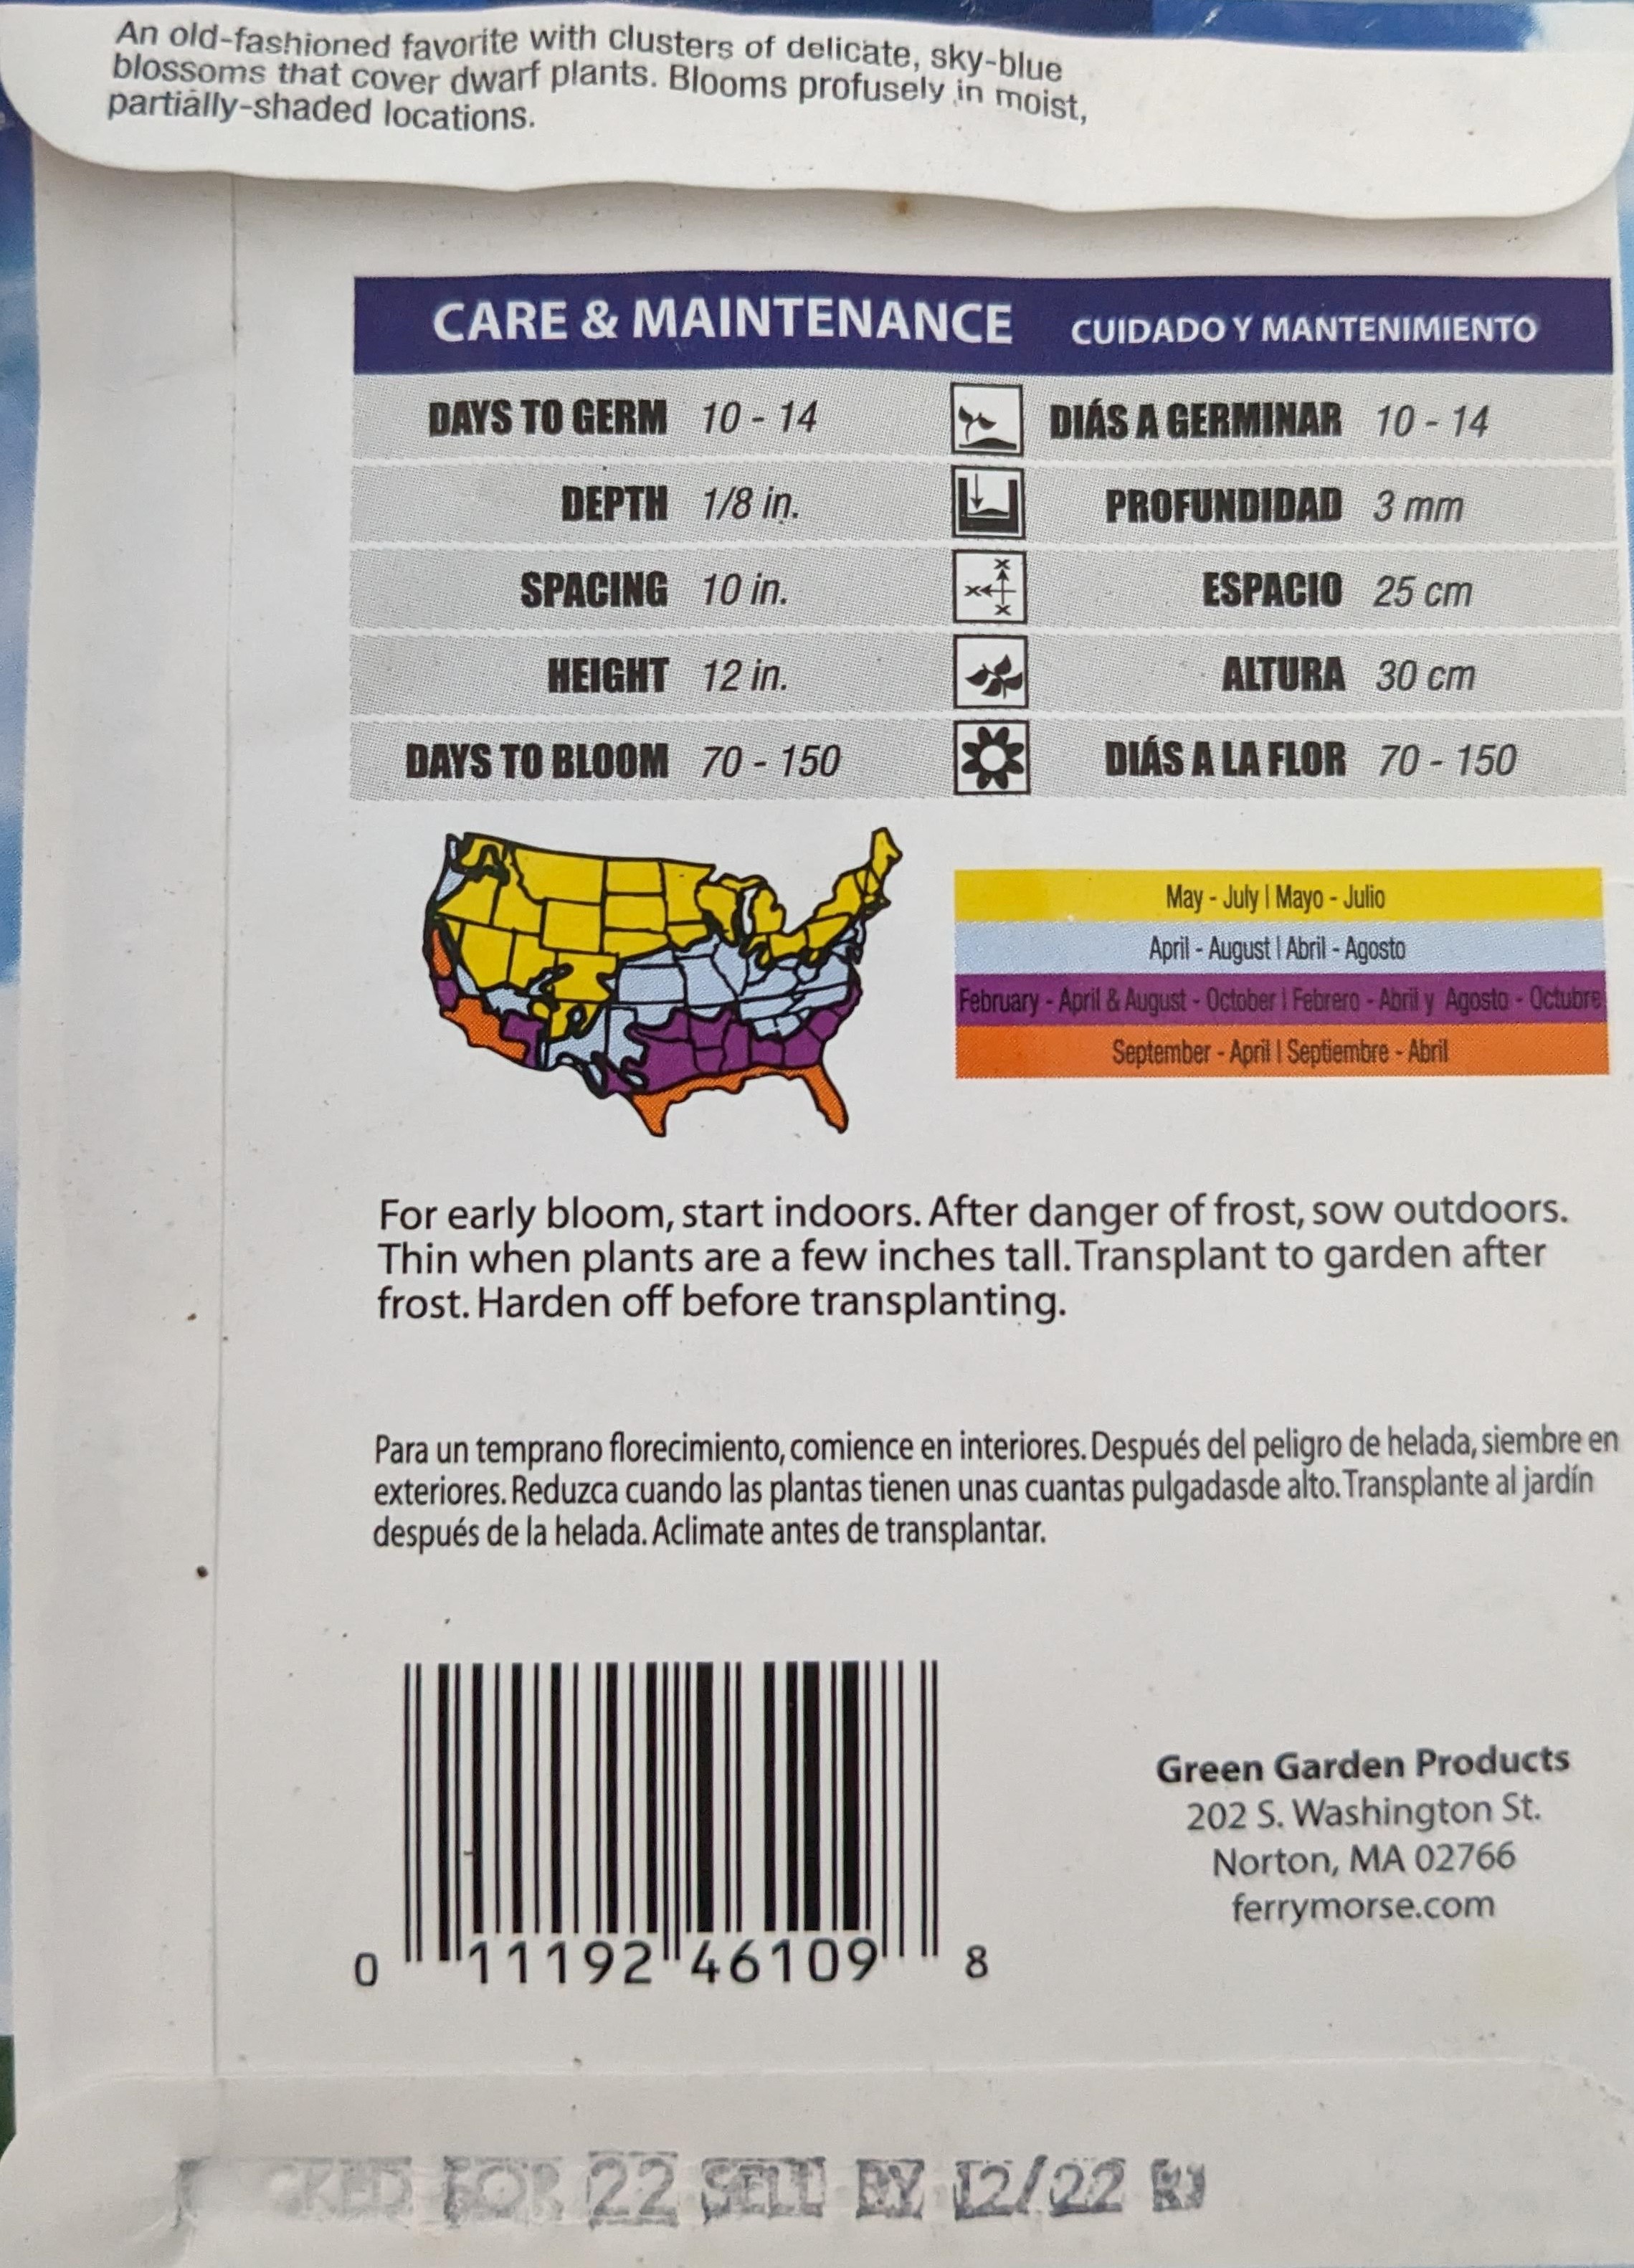 An old-fashioned favorite with clusters of delicate, sky-blue
blossoms that cover dwarf plants. Blooms profusely in moist,
partially-shaded locations.
CARE & MAINTENANCE CUIDADO Y MANTENIMIENTO
DAYS TO GERM 10 - 14 DIÁS A GERMINAR 10 - 14
DEPTH 1/8 in. PROFUNDIDAD 3 mm
SPACING 10 in. ESPACIO 25 cm
HEIGHT 12 in. ALTURA 30 cm
DAYS TO BLOOM 70 - 150 DIÁS A LA FLOR 70 - 150
May - July | Mayo - Julio
April - August | Abril - Agosto
February - April & August - October | Febrero - Abril y Agosto - Octubre
September - April | Septiembre - Abril
For early bloom, start indoors. After danger of frost, sow outdoors.
Thin when plants are a few inches tall. Transplant to garden after
frost. Harden off before transplanting.
Para un temprano florecimiento, comience en interiores. Después del peligro de helada, siembre en
exteriores. Reduzca cuando las plantas tienen unas cuantas pulgadasde alto. Transplante al jardín
después de la helada. Aclimate antes de transplantar.
0 11192 46109 8
Green Garden Products
202 S. Washington St.
Norton, MA 02766
ferrymorse.com
FOR 22 SELL BY 12/22